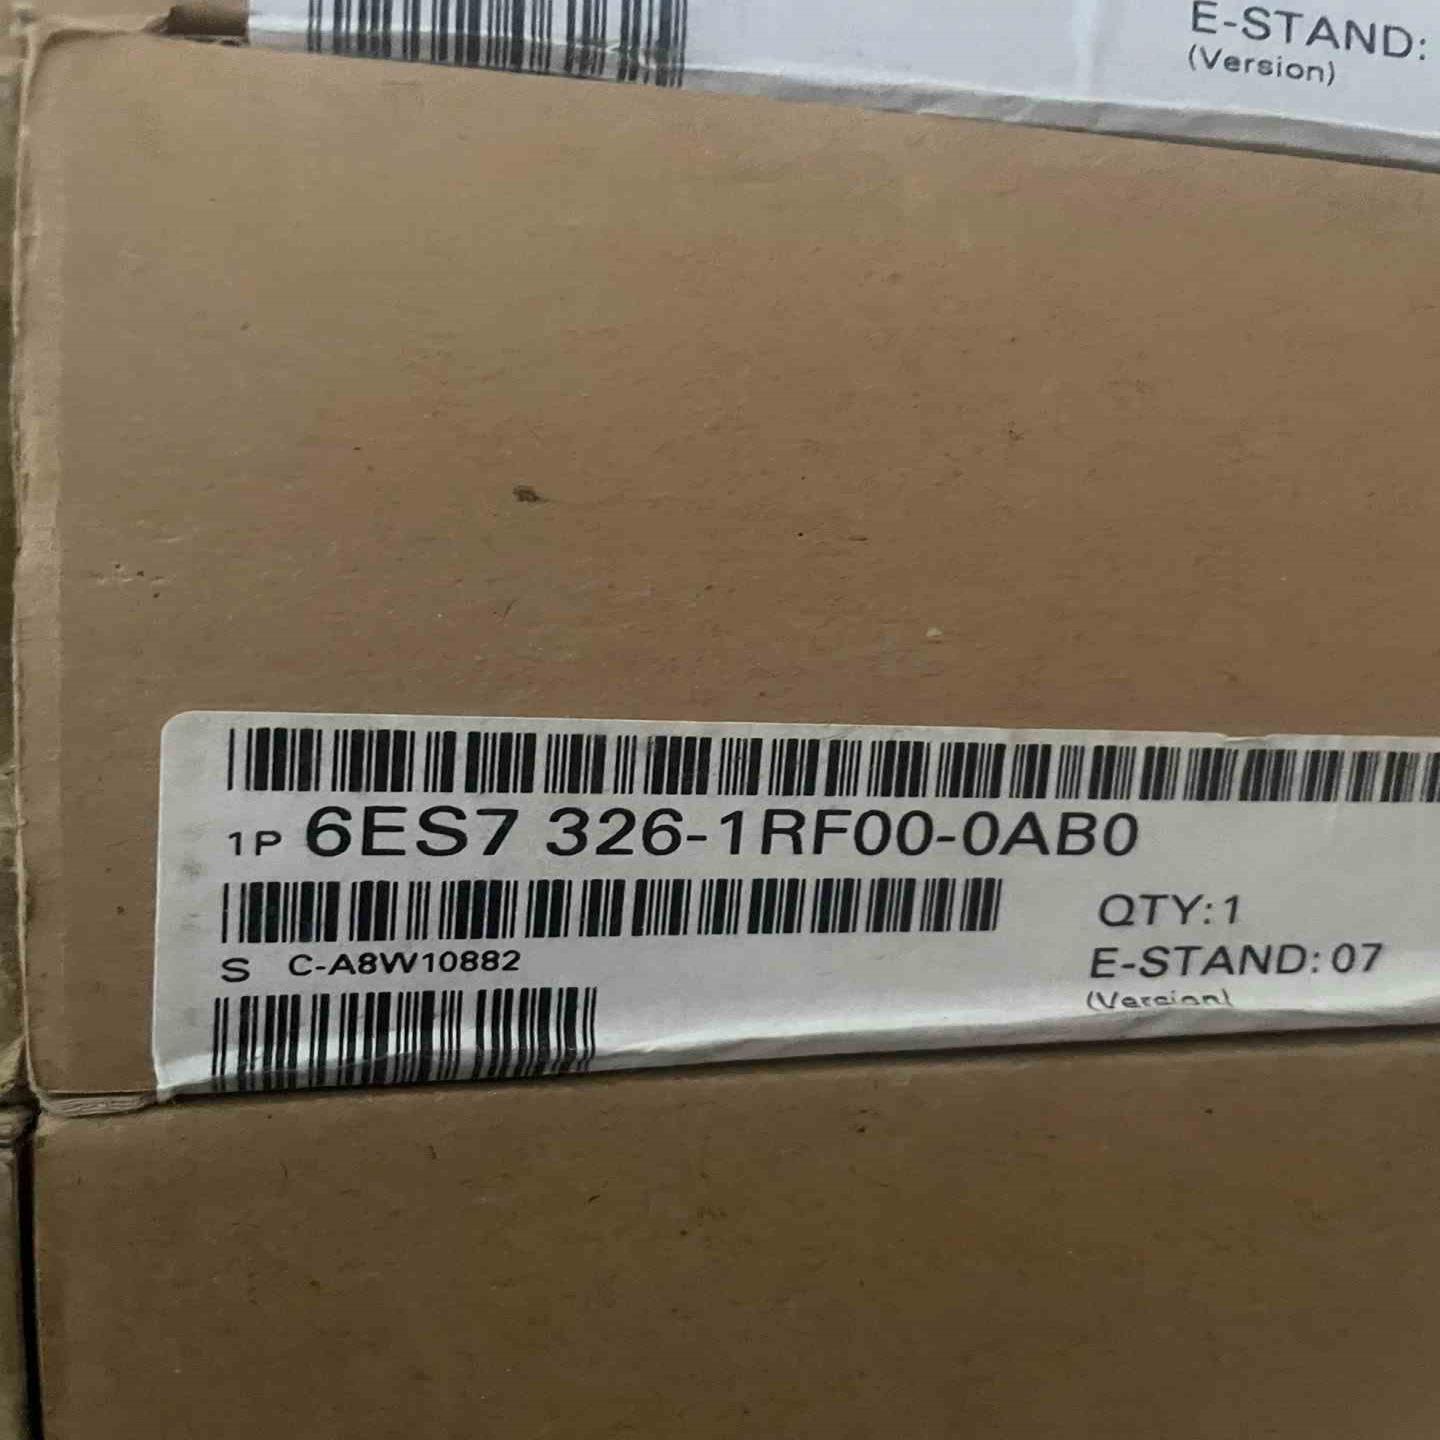 E-STAND:
(Version)
1P 6ES7 326-1RF00-0AB0
QTY:1
S C-A8W10882
E-STAND:07
(Version)